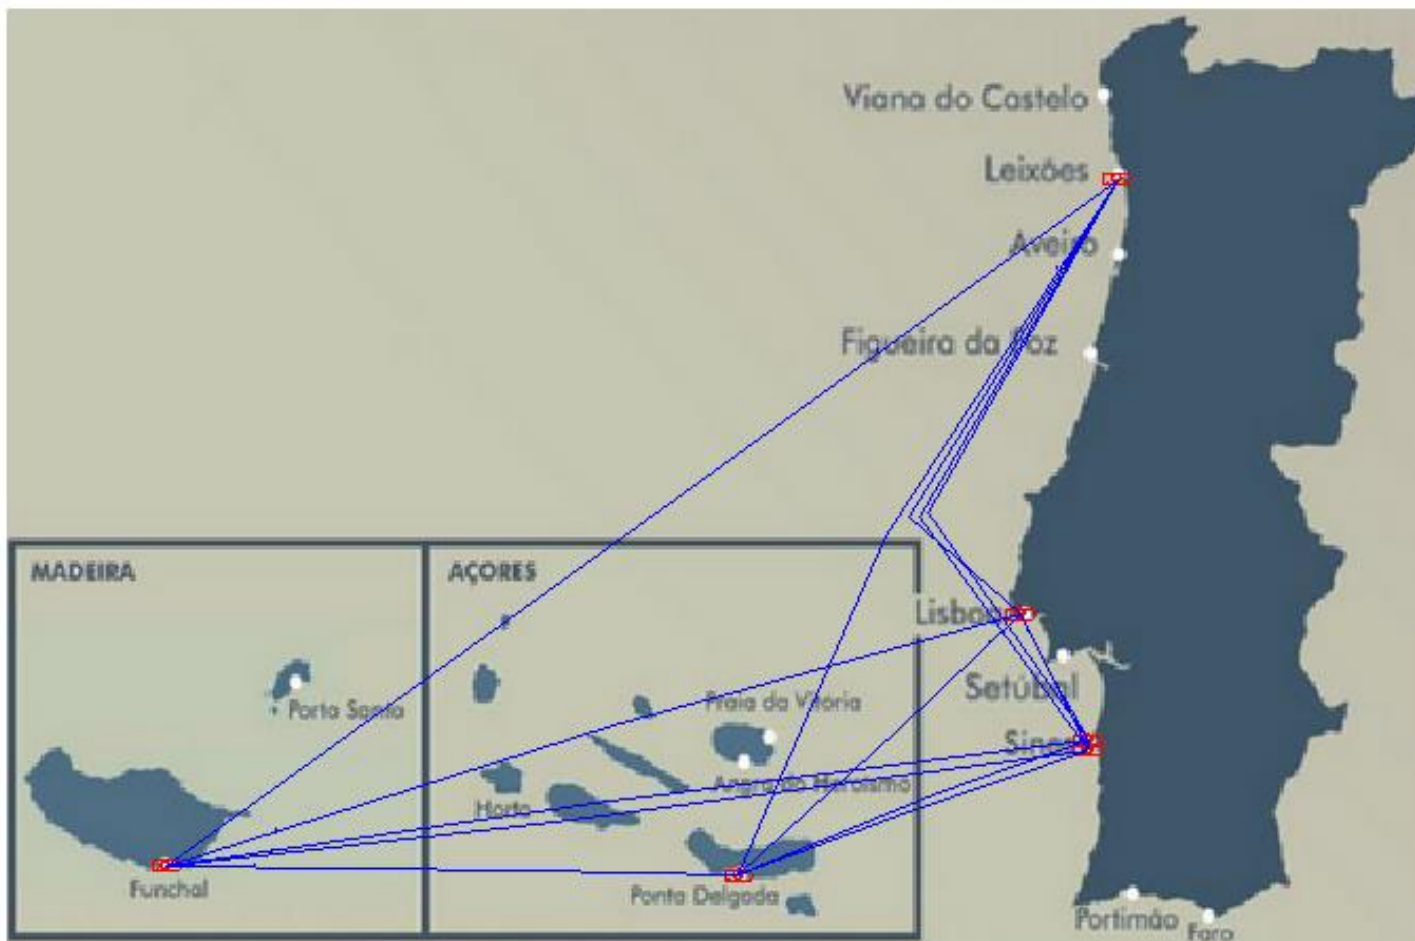 Viana do Castelo
Leixões
Aveiro
Figueira da Foz
MADEIRA
AÇORES
Lisboa
Setúbal
Porto Santo
Praia da Vitória
Sines
Angra do Heroísmo
Horta
Funchal
Ponta Delgada
Portimão
Faro